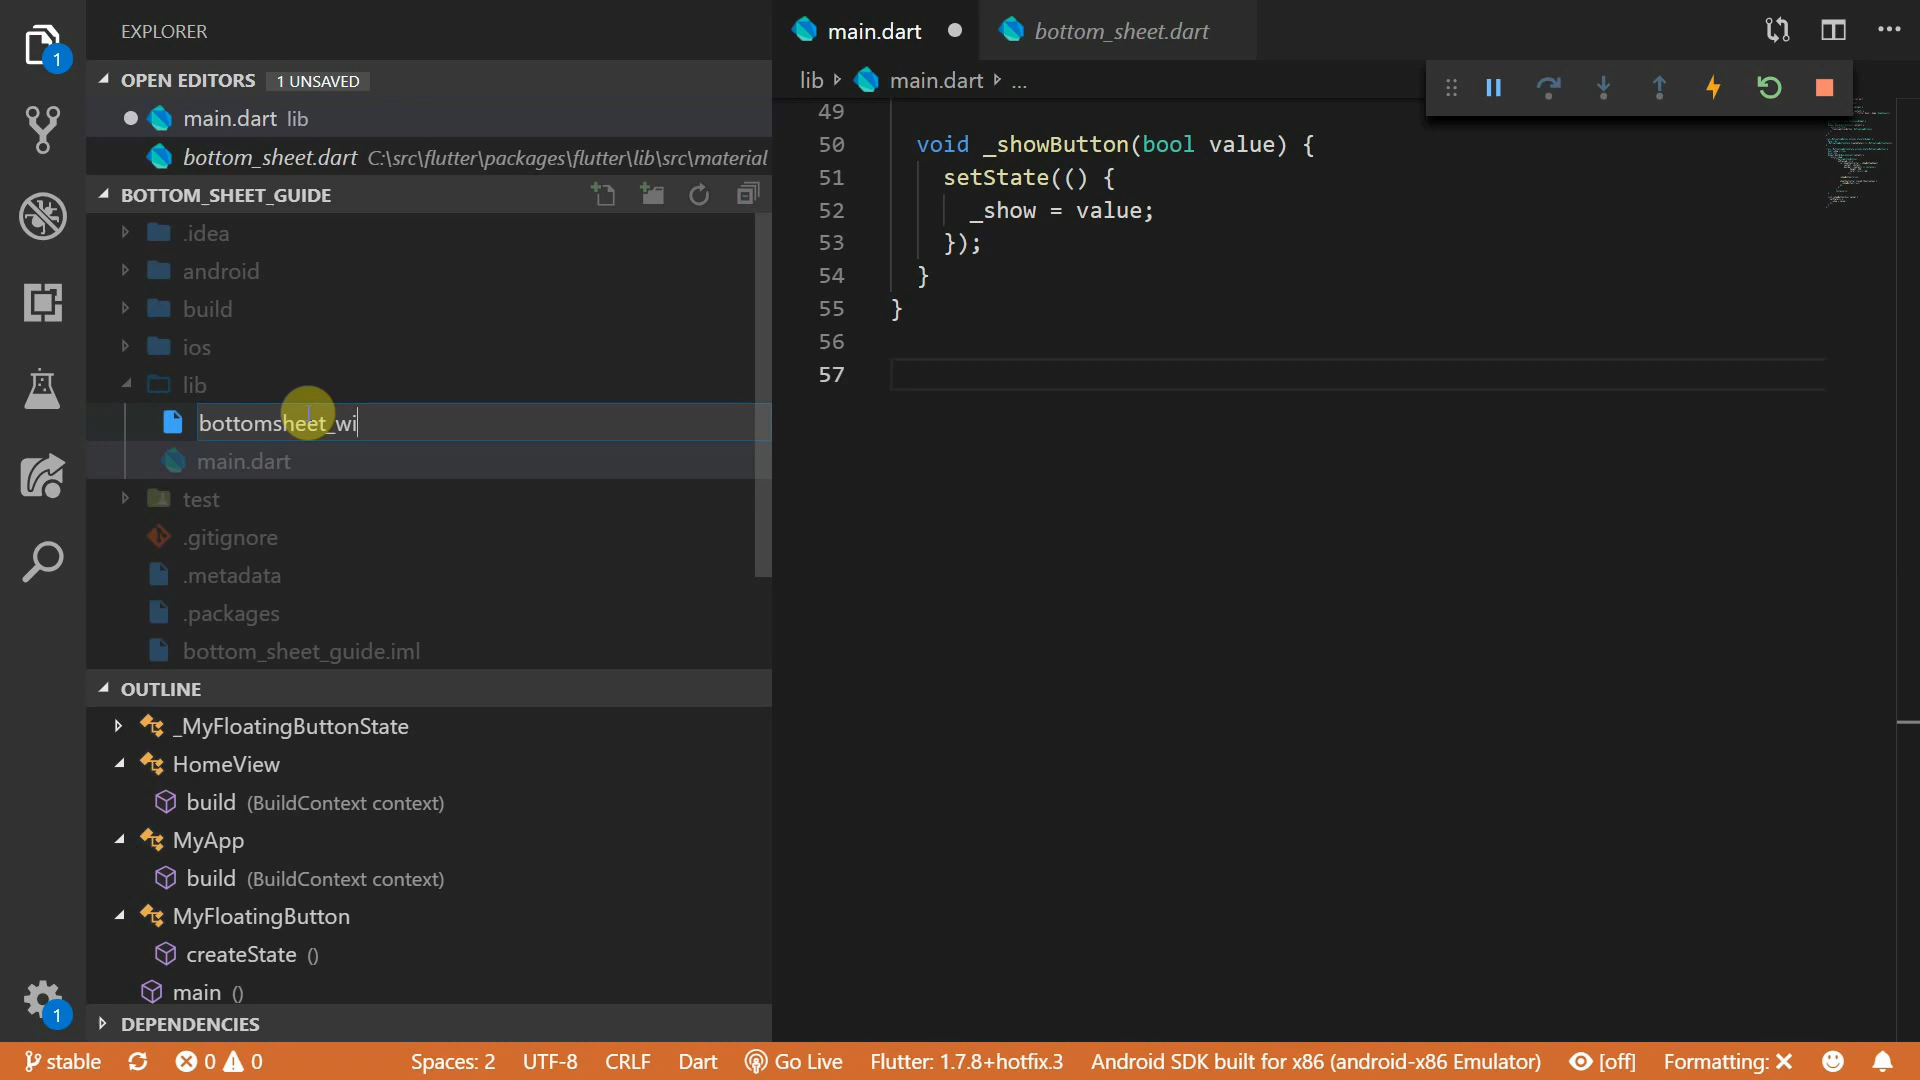 EXPLORER
OPEN EDITORS 1 UNSAVED
main.dart lib
bottom_sheet.dart C:\src\flutter\packages\flutter\lib\src\material
BOTTOM_SHEET_GUIDE
.idea
android
build
ios
lib
bottomsheet_wi
main.dart
test
.gitignore
.metadata
.packages
bottom_sheet_guide.iml
OUTLINE
_MyFloatingButtonState
HomeView
build (BuildContext context)
MyApp
build (BuildContext context)
MyFloatingButton
createState ()
main ()
DEPENDENCIES
1
1
main.dart
bottom_sheet.dart
lib main.dart ...
49
50 void _showButton(bool value) {
51 setState(() {
52 _show = value;
53 });
54 }
55 }
56
57
stable 0 0 Spaces: 2 UTF-8 CRLF Dart Go Live Flutter: 1.7.8+hotfix.3 Android SDK built for x86 (android-x86 Emulator) [off] Formatting: ✕